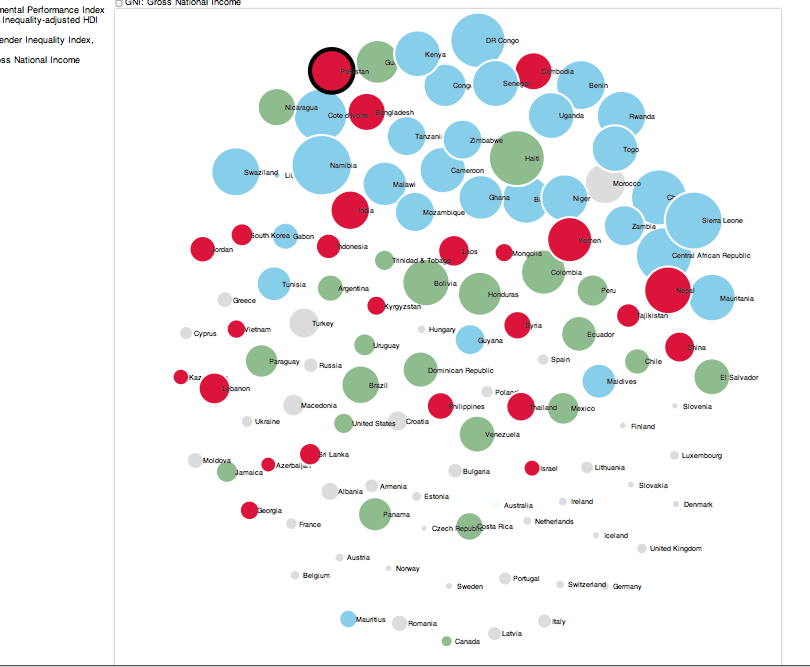 GNI: Gross National Income
mental Performance Index
Inequality-adjusted HDI
ender Inequality Index,
ss National Income
DR Congo
Kenya
Cambodia
Senegal
Benin
Nicaragua
Bangladesh
Cote d'Ivoire
Uganda
Rwanda
Tanzani
Zimbabwe
Togo
Haiti
Namibia
Swaziland
Cameroon
Malawi
Morocco
Ghana
Niger
India
Mozambique
Sierra Leone
Zambia
South Korea
Gabon
Yemen
Indonesia
Jordan
Laos
Mongolia
Central African Republic
Trinidad & Tobago
Colombia
Tunisia
Argentina
Bolivia
Honduras
Peru
Nepal
Mauritania
Greece
Kyrgyzstan
Tajikistan
Turkey
Syria
Cyprus
Vietnam
Hungary
Ecuador
Guyana
Uruguay
China
Spain
Paraguay
Russia
Chile
Dominican Republic
Kaz
El Salvador
Lebanon
Brazil
Maldives
Macedonia
Philippines
Thailand
Mexico
Slovenia
Ukraine
United States
Croatia
Finland
Venezuela
Sri Lanka
Luxembourg
Moldova
Azerbaijan
Jamaica
Bulgaria
Israel
Lithuania
Armenia
Slovakia
Albania
Estonia
Australia
Ireland
Denmark
Georgia
Panama
France
Czech Republic
Costa Rica
Netherlands
Iceland
United Kingdom
Austria
Norway
Belgium
Sweden
Portugal
Switzerland
Germany
Mauritius
Romania
Italy
Latvia
Canada